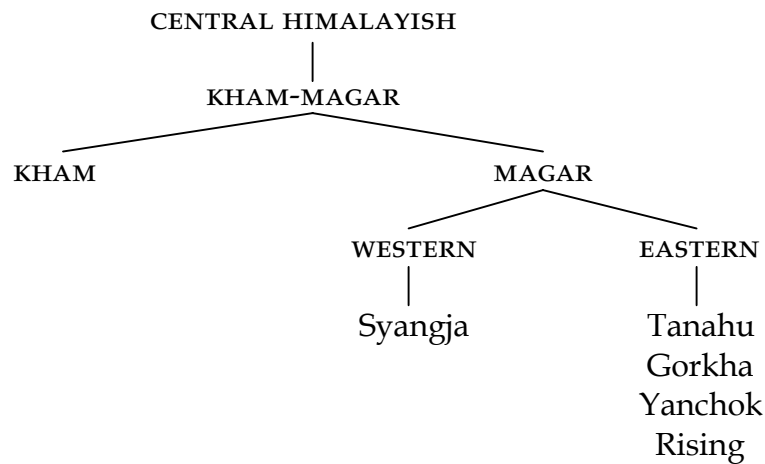 CENTRAL HIMALAYISH
KHAM-MAGAR
KHAM MAGAR
WESTERN EASTERN
Syangja Tanahu
Gorkha
Yanchok
Rising